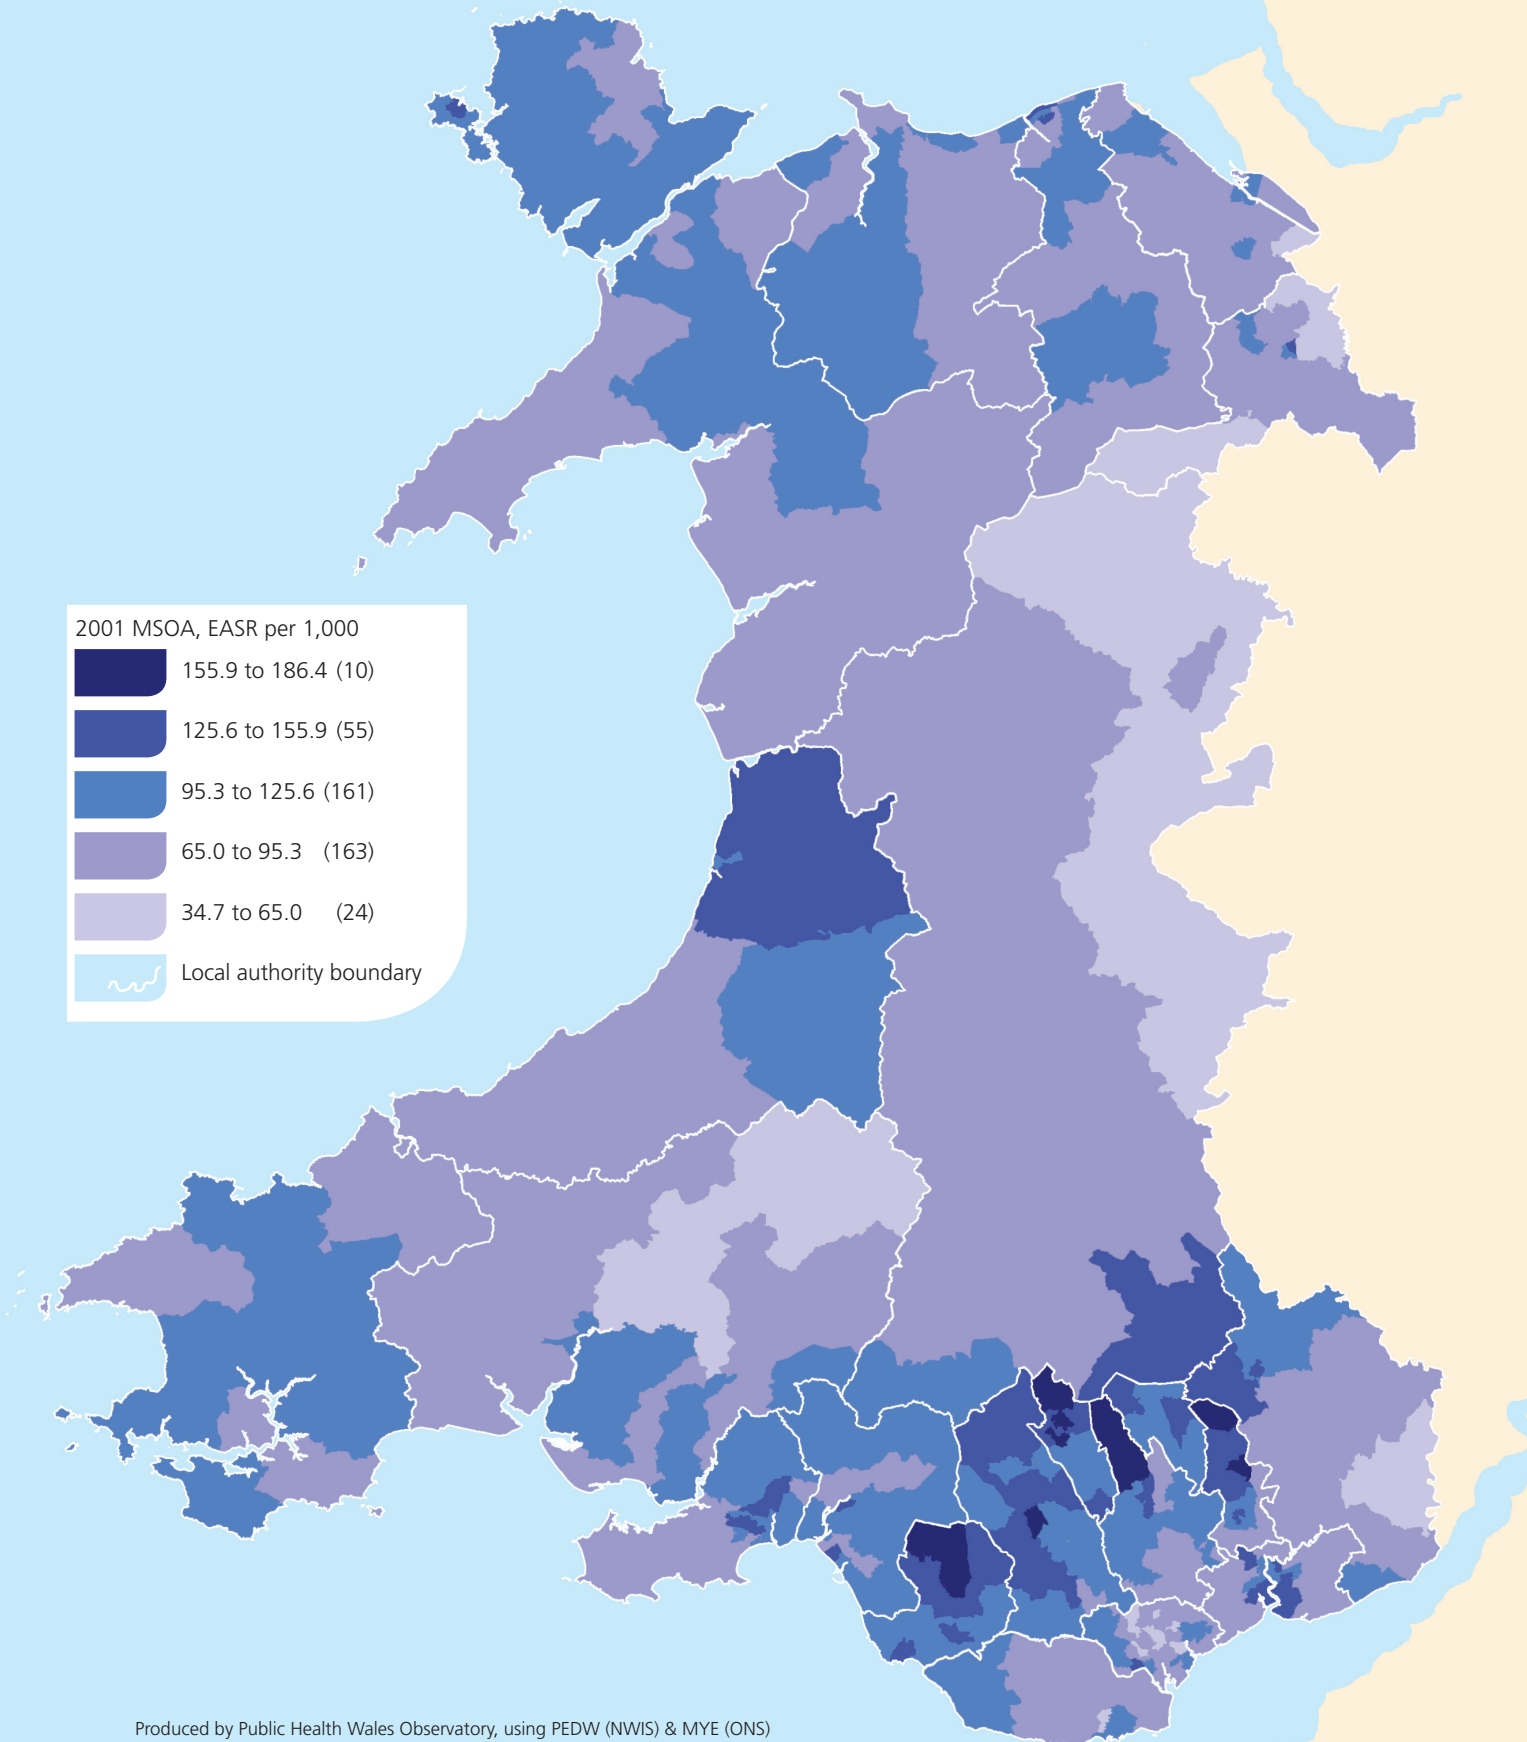 2001 MSOA, EASR per 1,000
155.9 to 186.4 (10)
125.6 to 155.9 (55)
95.3 to 125.6 (161)
65.0 to 95.3 (163)
34.7 to 65.0 (24)
Local authority boundary
Produced by Public Health Wales Observatory, using PEDW (NWIS) & MYE (ONS)